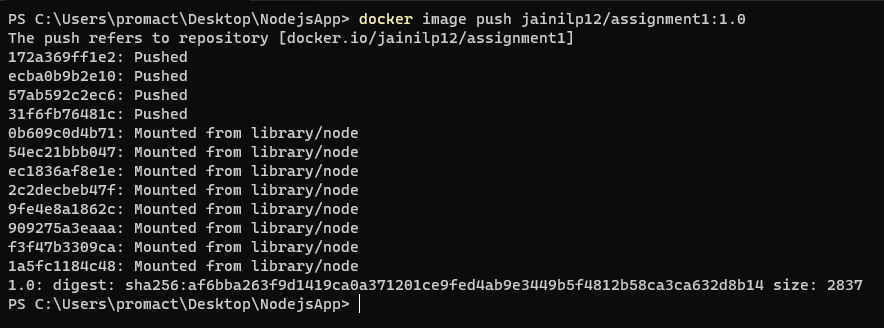 PS C:\Users\promact\Desktop\NodejsApp> docker image push jainilp12/assignment1:1.0
The push refers to repository [docker.io/jainilp12/assignment1]
172a369ff1e2: Pushed
ecba0b9b2e10: Pushed
57ab592c2ec6: Pushed
31f6fb76481c: Pushed
0b609c0d4b71: Mounted from library/node
54ec21bbb047: Mounted from library/node
ec1836af8e1e: Mounted from library/node
2c2decbeb47f: Mounted from library/node
9fe4e8a1862c: Mounted from library/node
909275a3eaaa: Mounted from library/node
f3f47b3309ca: Mounted from library/node
1a5fc1184c48: Mounted from library/node
1.0: digest: sha256:af6bba263f9d1419ca0a371201ce9fed4ab9e3449b5f4812b58ca3ca632d8b14 size: 2837
PS C:\Users\promact\Desktop\NodejsApp>